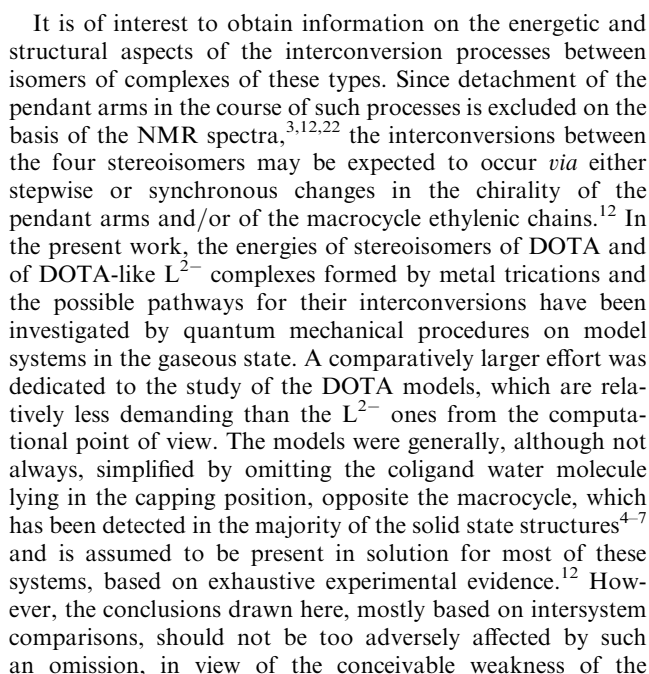 It is of interest to obtain information on the energetic and
structural aspects of the interconversion processes between
isomers of complexes of these types. Since detachment of the
pendant arms in the course of such processes is excluded on the
basis of the NMR spectra,3,12,22 the interconversions between
the four stereoisomers may be expected to occur via either
stepwise or synchronous changes in the chirality of the
pendant arms and/or of the macrocycle ethylenic chains.12 In
the present work, the energies of stereoisomers of DOTA and
of DOTA-like L2− complexes formed by metal trications and
the possible pathways for their interconversions have been
investigated by quantum mechanical procedures on model
systems in the gaseous state. A comparatively larger effort was
dedicated to the study of the DOTA models, which are rela-
tively less demanding than the L2− ones from the computa-
tional point of view. The models were generally, although not
always, simplified by omitting the coligand water molecule
lying in the capping position, opposite the macrocycle, which
has been detected in the majority of the solid state structures4–7
and is assumed to be present in solution for most of these
systems, based on exhaustive experimental evidence.12 How-
ever, the conclusions drawn here, mostly based on intersystem
comparisons, should not be too adversely affected by such
an omission, in view of the conceivable weakness of the